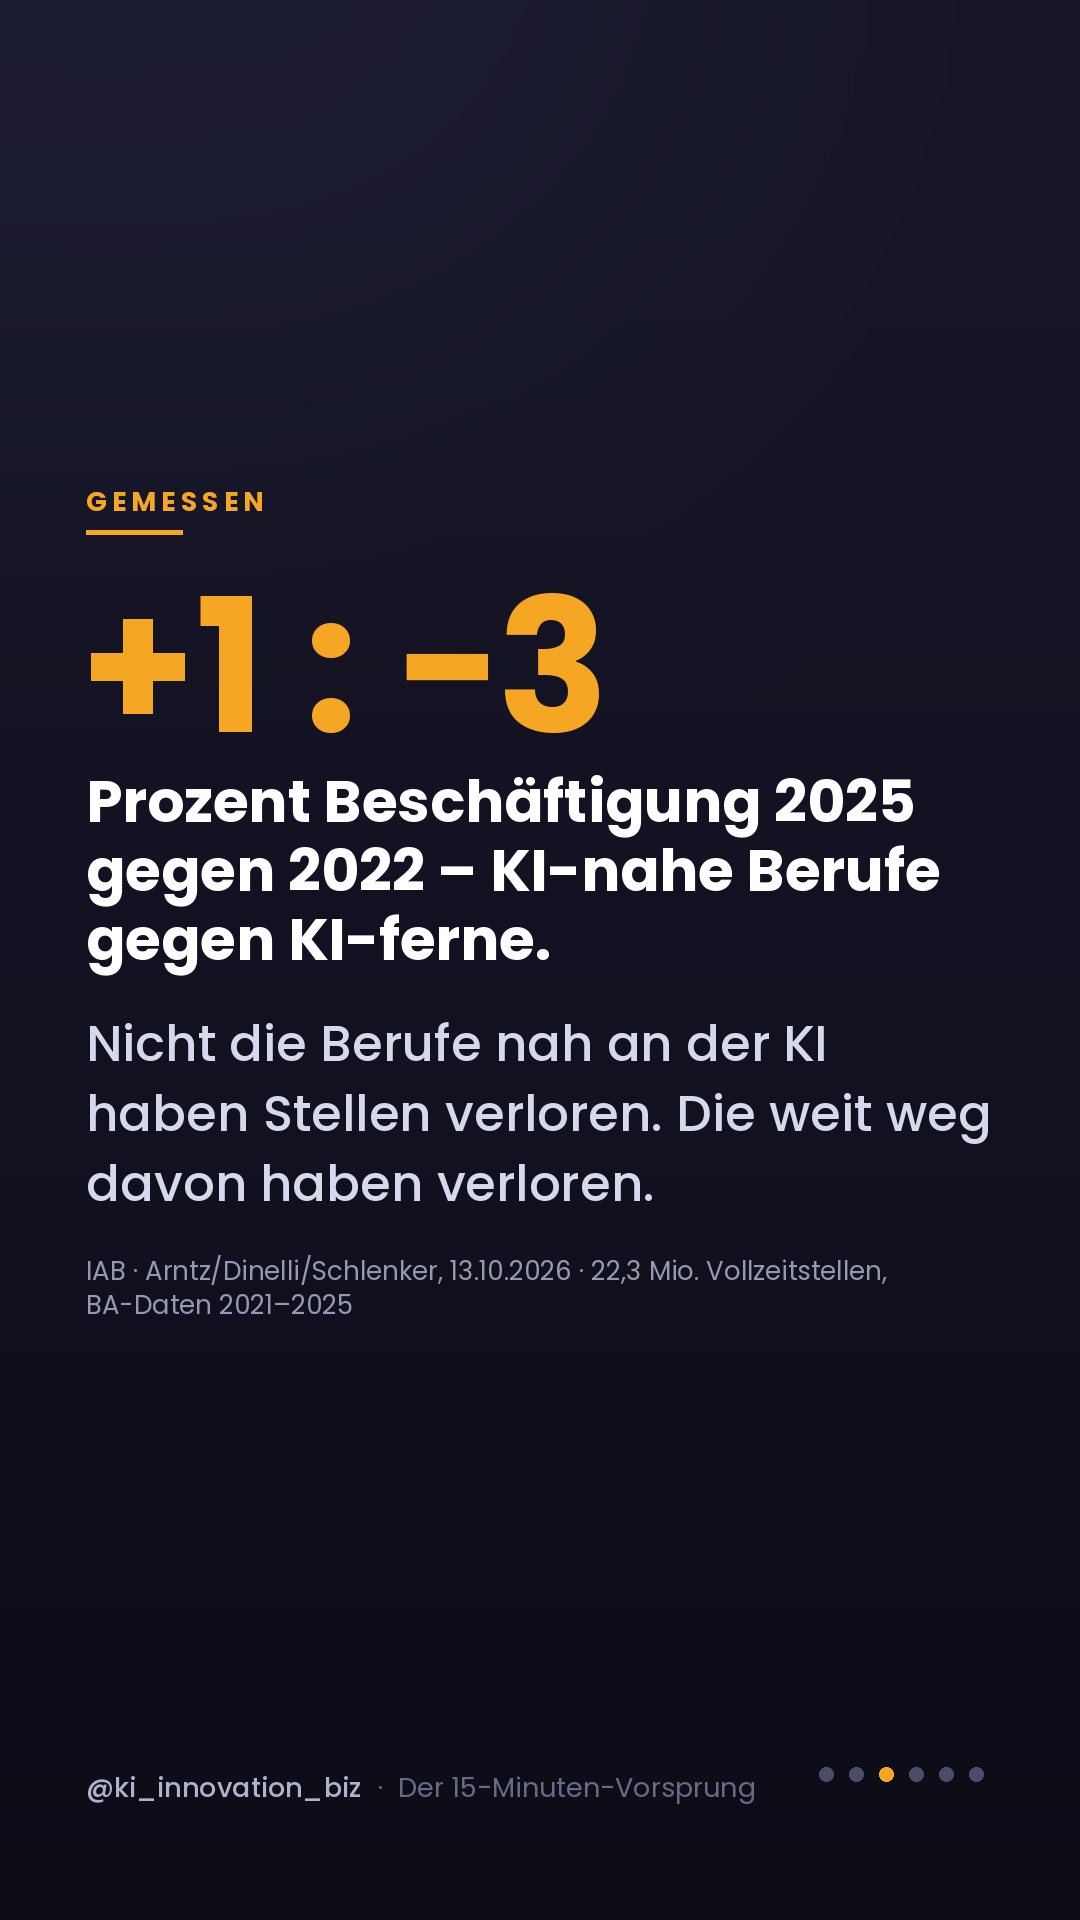 GEMESSEN
+1 : -3
Prozent Beschäftigung 2025
gegen 2022 – KI-nahe Berufe
gegen KI-ferne.
Nicht die Berufe nah an der KI
haben Stellen verloren. Die weit weg
davon haben verloren.
IAB · Arntz/Dinelli/Schlenker, 13.10.2026 · 22,3 Mio. Vollzeitstellen,
BA-Daten 2021–2025
@ki_innovation_biz · Der 15-Minuten-Vorsprung